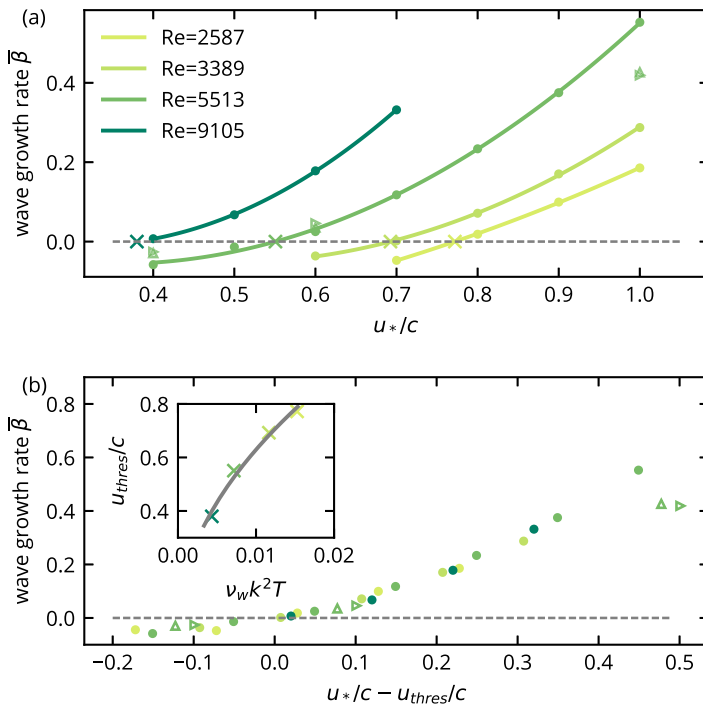 (a)
wave growth rate β̅
0.4
0.2
0.0
Re=2587
Re=3389
Re=5513
Re=9105
0.4 0.5 0.6 0.7 0.8 0.9 1.0
u*/c
(b)
wave growth rate β̅
0.8
0.6
0.4
0.2
0.0
u_thres/c
0.8
0.6
0.4
0.00 0.01 0.02
ν_w k²T
−0.2 −0.1 0.0 0.1 0.2 0.3 0.4 0.5
u*/c − u_thres/c